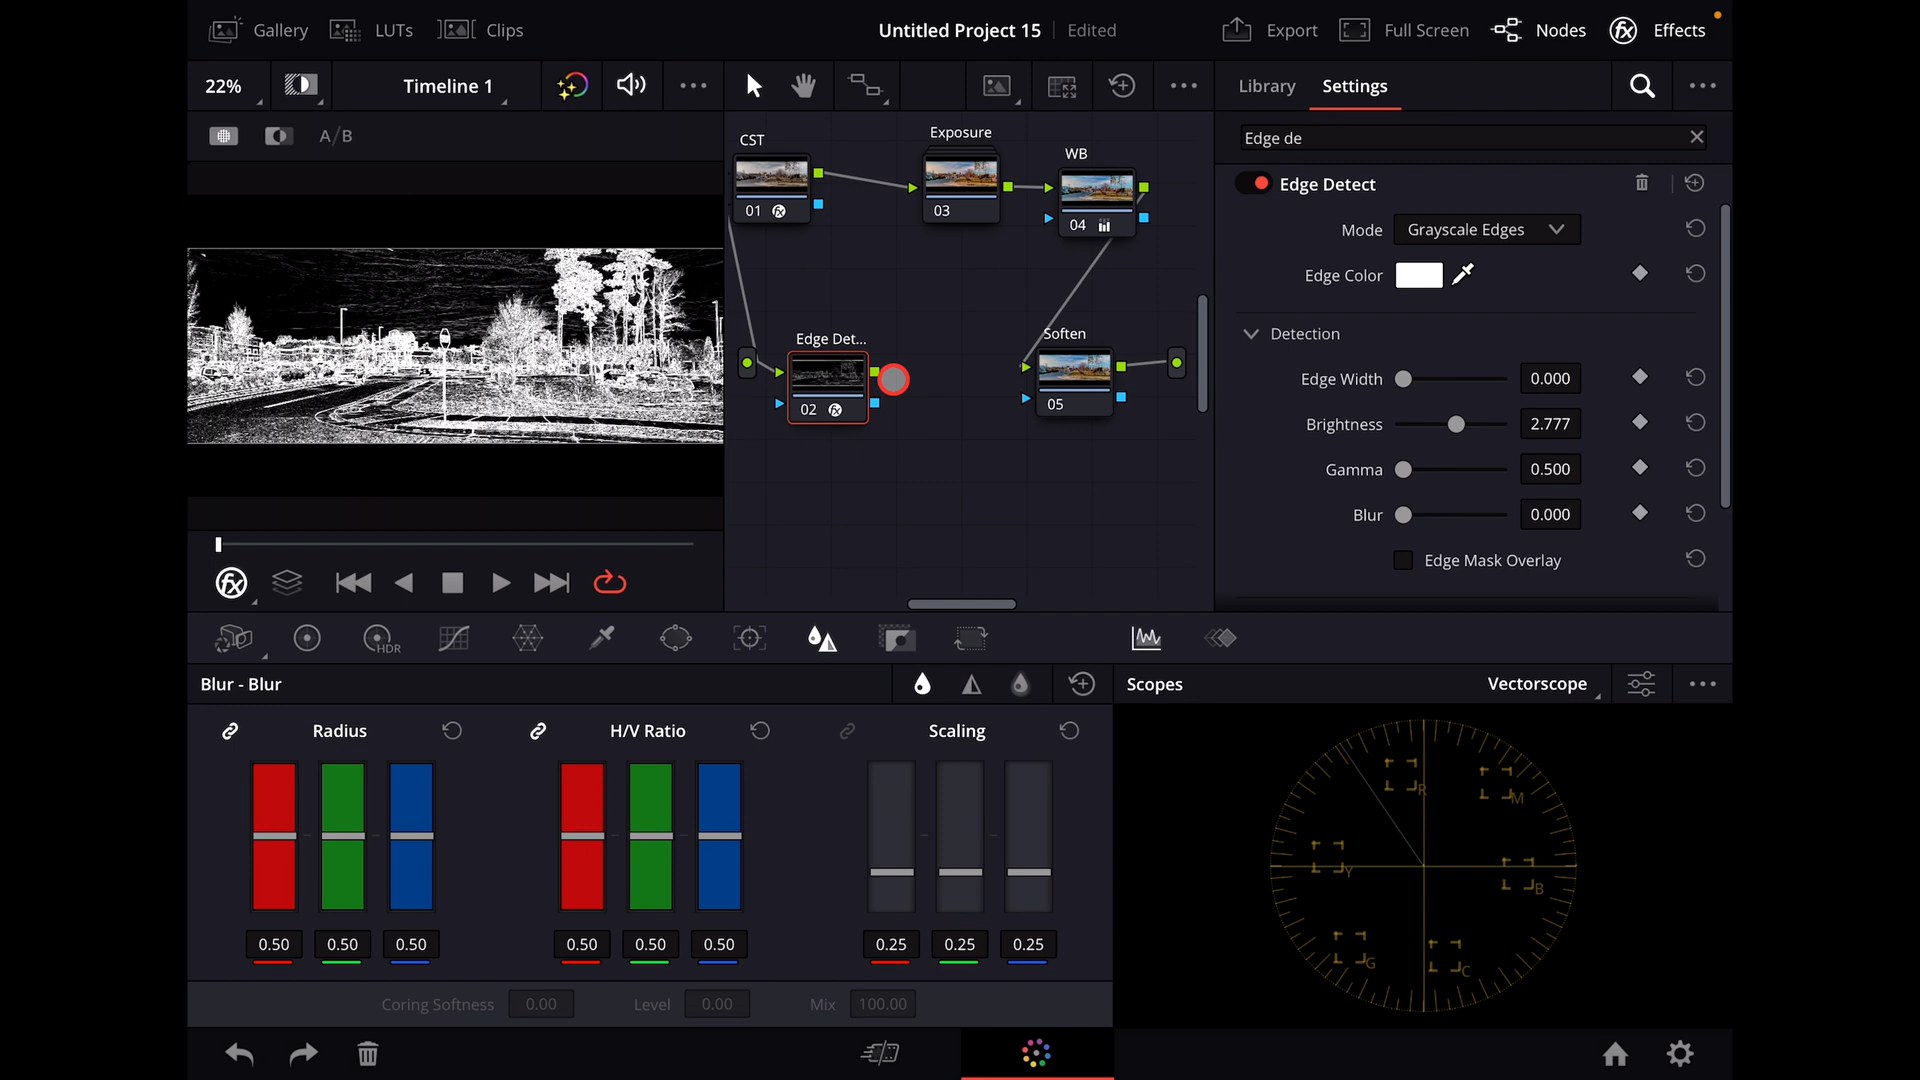 Gallery LUTs Clips Untitled Project 15 Edited Export Full Screen Nodes Effects
22% Timeline 1 Library Settings
A/B
Edge de
CST Exposure WB
01 03 04
Edge Detect
Mode Grayscale Edges
Edge Color
Edge Det... Soften
02 05
Detection
Edge Width 0.000
Brightness 2.777
Gamma 0.500
Blur 0.000
Edge Mask Overlay
HDR
Blur - Blur Scopes Vectorscope
Radius H/V Ratio Scaling
0.50 0.50 0.50 0.50 0.50 0.50 0.25 0.25 0.25
Coring Softness 0.00 Level 0.00 Mix 100.00
R M
Y B
G C